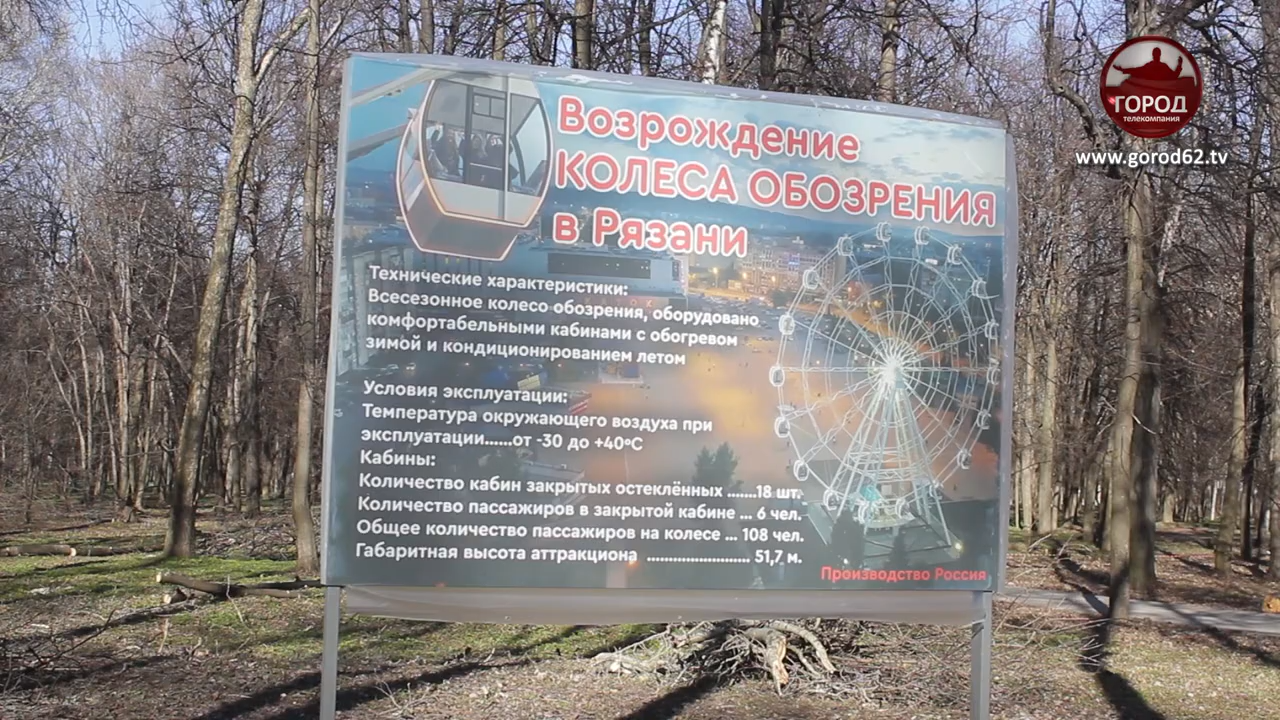 ГОРОД
телекомпания
www.gorod62.tv
Возрождение
КОЛЕСА ОБОЗРЕНИЯ
в Рязани
Технические характеристики:
Всесезонное колесо обозрения, оборудовано
комфортабельными кабинами с обогревом
зимой и кондиционированием летом
Условия эксплуатации:
Температура окружающего воздуха при
эксплуатации......от -30 до +40ºС
Кабины:
Количество кабин закрытых остеклённых .......18 шт.
Количество пассажиров в закрытой кабине ... 6 чел.
Общее количество пассажиров на колесе ... 108 чел.
Габаритная высота аттракциона ...................... 51,7 м.
Производство Россия